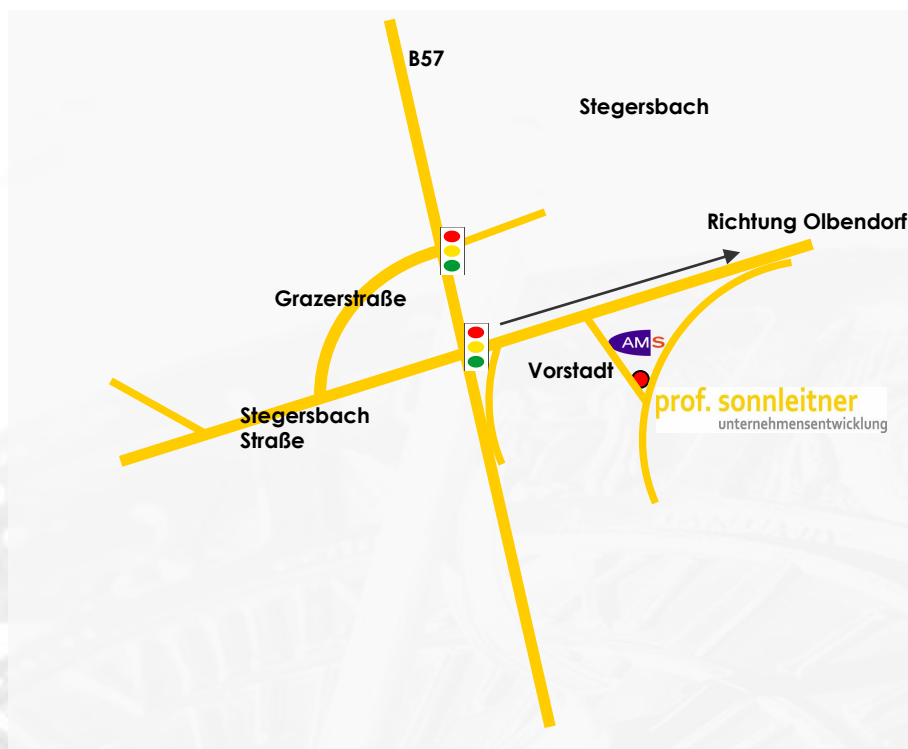 B57
Stegersbach
Richtung Olbendorf
Grazerstraße
AMS
Vorstadt
prof. sonnleitner
unternehmensentwicklung
Stegersbach
Straße